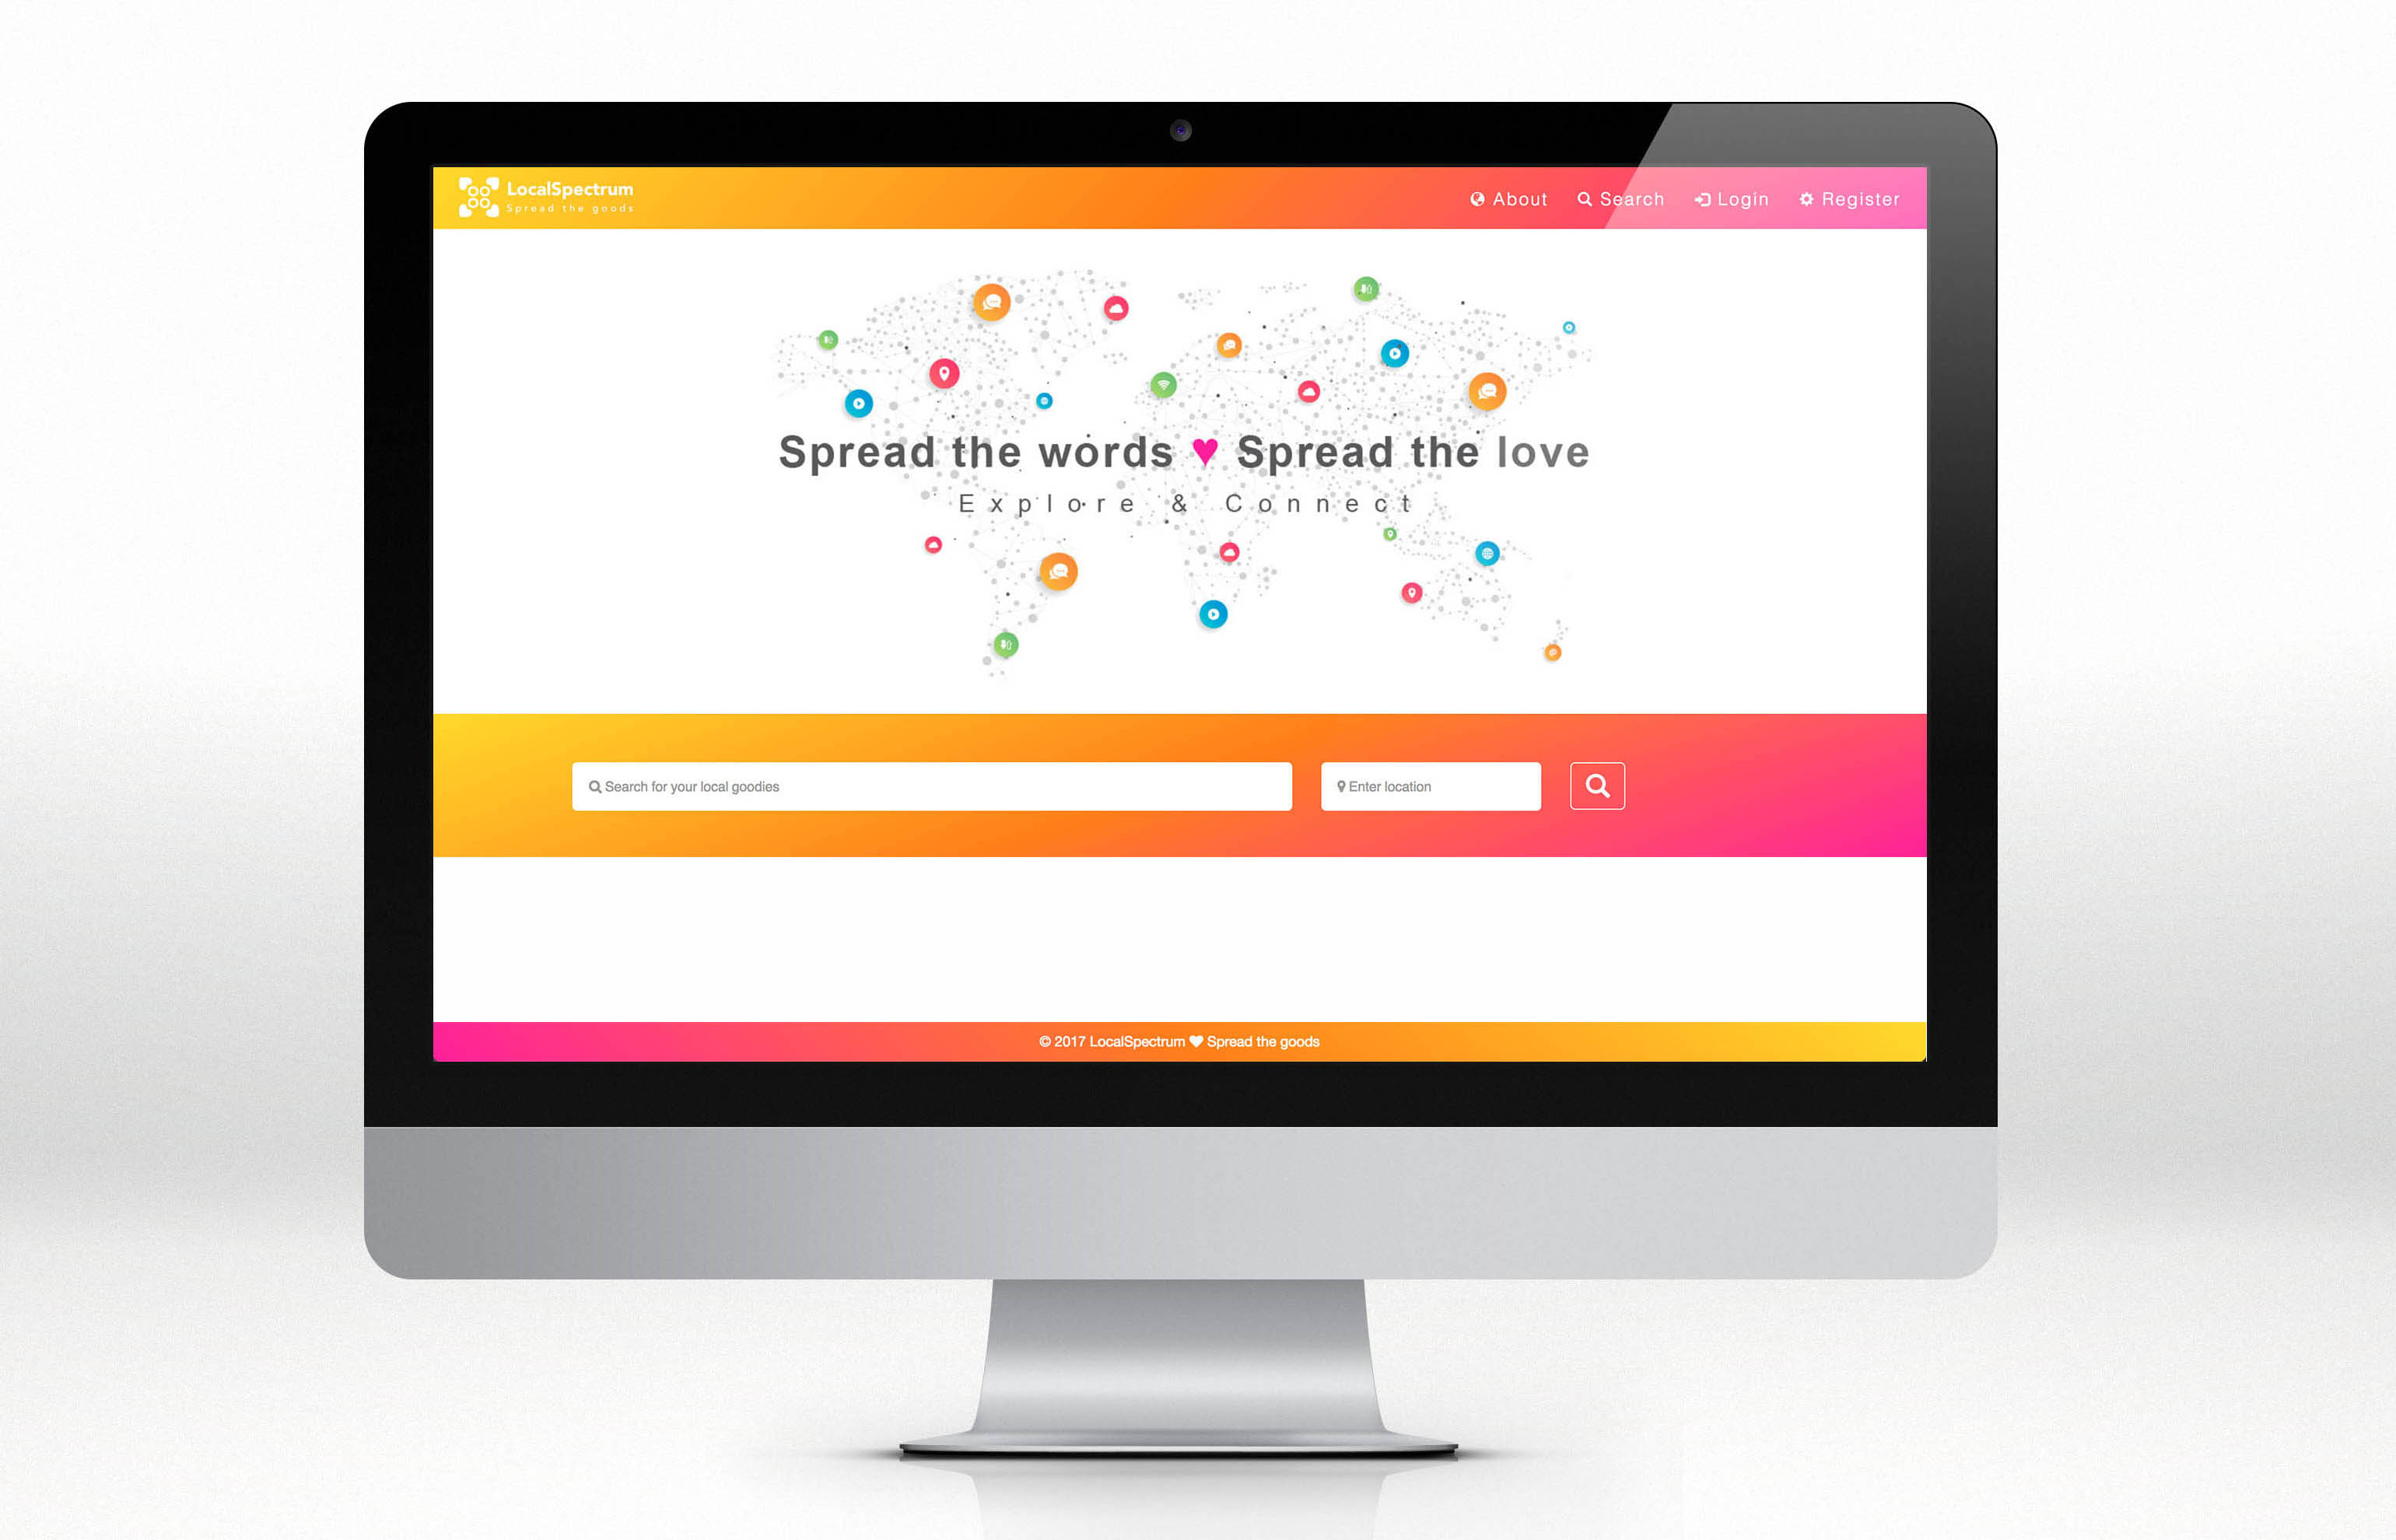 LocalSpectrum
Spread the goods
About Search Login Register
Spread the words ♥ Spread the love
Explore & Connect
Search for your local goodies
Enter location
© 2017 LocalSpectrum ♥ Spread the goods